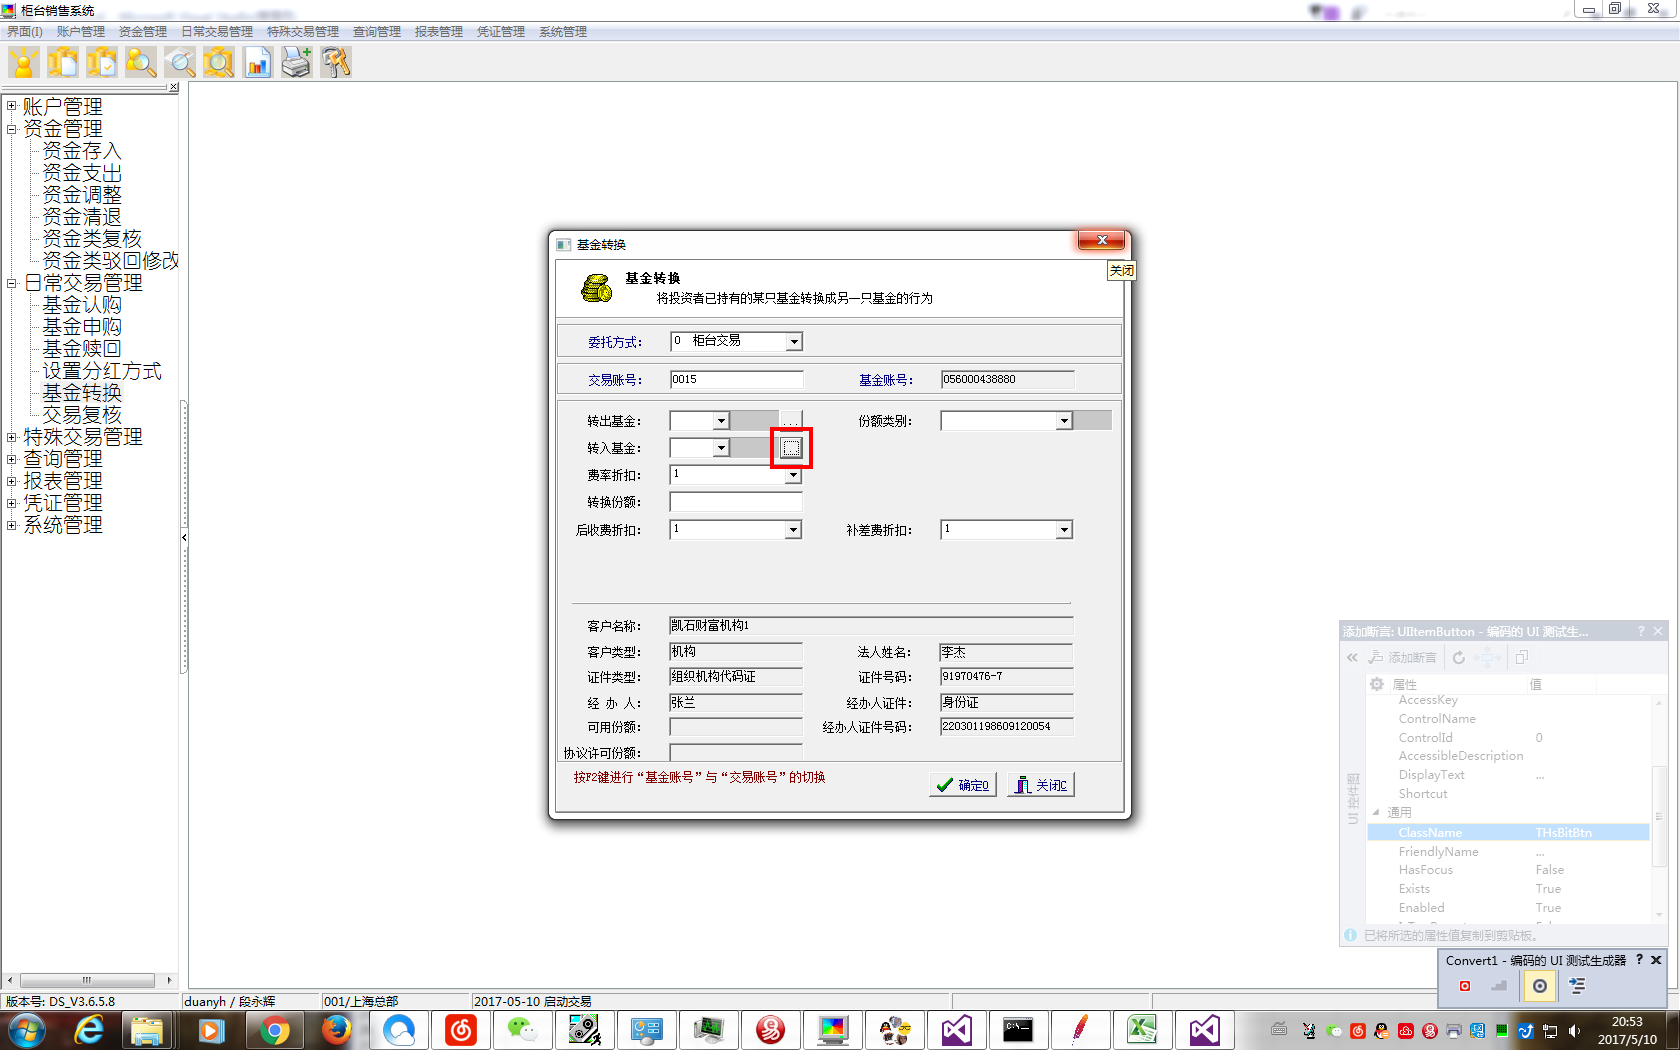 柜台销售系统
界面(I) 账户管理 资金管理 日常交易管理 特殊交易管理 查询管理 报表管理 凭证管理 系统管理
账户管理
资金管理
资金存入
资金支出
资金调整
资金清退
资金类复核
资金类驳回修改
日常交易管理
基金认购
基金申购
基金赎回
设置分红方式
基金转换
交易复核
特殊交易管理
查询管理
报表管理
凭证管理
系统管理
基金转换
关闭
基金转换
将投资者已持有的某只基金转换成另一只基金的行为
委托方式: 0 柜台交易
交易账号: 0015 基金账号: 056000438880
转出基金: ... 份额类别:
转入基金:
费率折扣: 1
转换份额:
后收费折扣: 1 补差费折扣: 1
客户名称: 凯石财富机构1
客户类型: 机构 法人姓名: 李杰
证件类型: 组织机构代码证 证件号码: 91970476-7
经 办 人: 张兰 经办人证件: 身份证
可用份额: 经办人证件号码: 220301198609120054
协议许可份额:
按F2键进行“基金账号”与“交易账号”的切换
确定O 关闭C
添加断言: UIItemButton - 编码的 UI 测试生...
添加断言
UI 控件图
属性 值
AccessKey
ControlName
ControlId 0
AccessibleDescription
DisplayText ...
Shortcut
通用
ClassName THsBitBtn
FriendlyName ...
HasFocus False
Exists True
Enabled True
已将所选的属性值复制到剪贴板。
Convert1 - 编码的 UI 测试生成器
版本号: DS_V3.6.5.8 duanyh / 段永辉 001/上海总部 2017-05-10 启动交易
20:53
2017/5/10